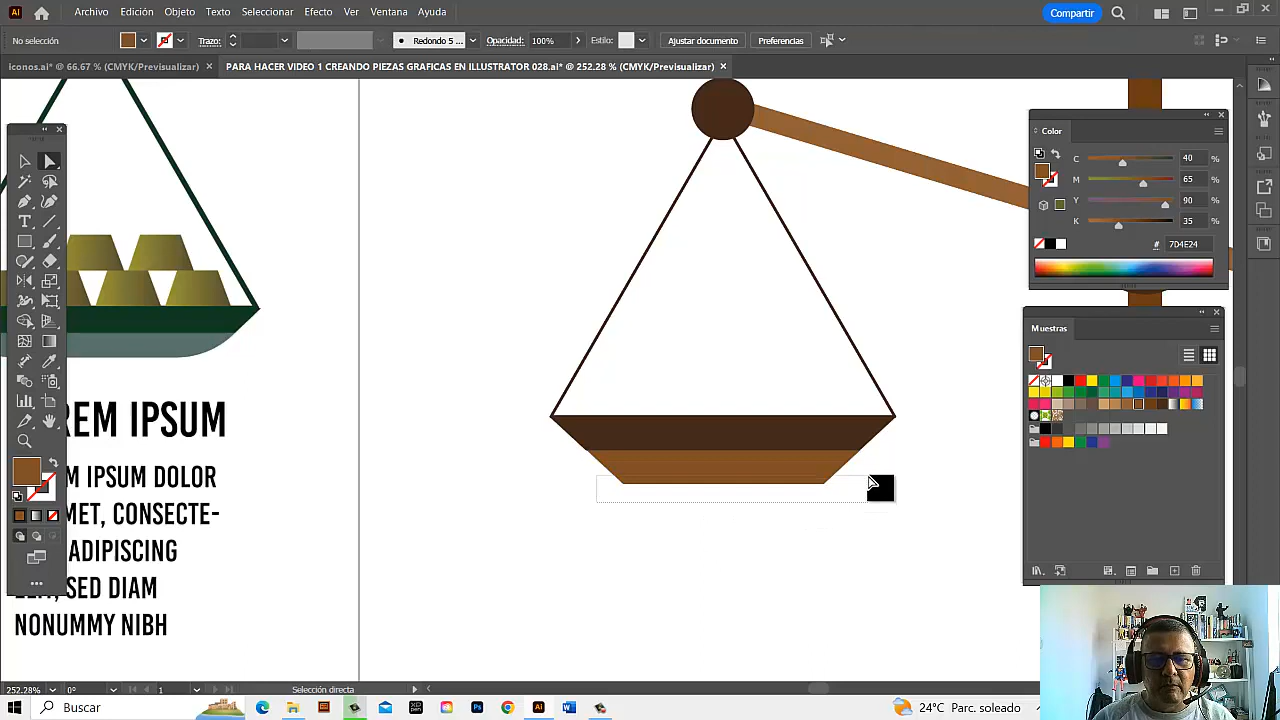 Ai Archivo Edición Objeto Texto Seleccionar Efecto Ver Ventana Ayuda Compartir
No selección Trazo: Redondo 5 ... Opacidad: 100% Estilo: Ajustar documento Preferencias
iconos.ai* @ 66.67 % (CMYK/Previsualizar) × PARA HACER VIDEO 1 CREANDO PIEZAS GRAFICAS EN ILLUSTRATOR 028.ai* @ 252.28 % (CMYK/Previsualizar) ×
Color
C 40 %
M 65 %
Y 90 %
K 35 %
# 7D4E24
Muestras
REM IPSUM
M IPSUM DOLOR
MET, CONSECTE-
ADIPISCING
SED DIAM
NONUMMY NIBH
252.28% 0° 1 Selección directa
Buscar 24°C Parc. soleado